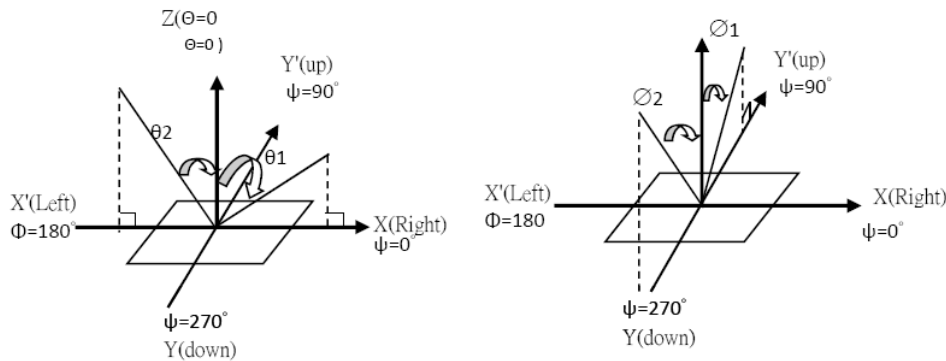 Z(Θ=0
Θ=0 )
Y'(up)
ψ=90°
θ2
θ1
X'(Left)
Φ=180°
X(Right)
ψ=0°
ψ=270°
Y(down)
∅1
Y'(up)
ψ=90°
∅2
X'(Left)
Φ=180
X(Right)
ψ=0°
ψ=270°
Y(down)